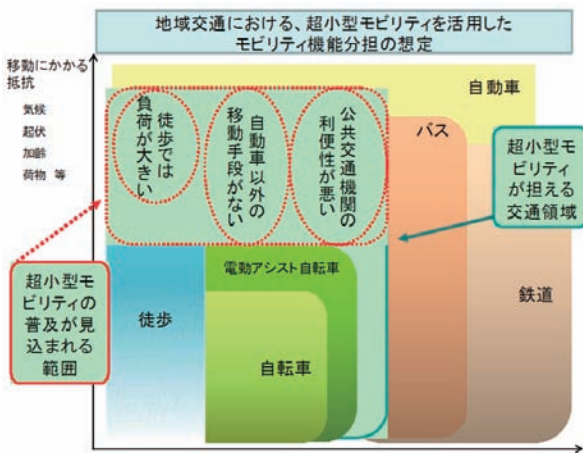 地域交通における、超小型モビリティを活用した
モビリティ機能分担の想定
移動にかかる
抵抗
気候
起伏
加齢
荷物 等
自動車
徒歩では
負荷が大きい
自動車以外の
移動手段がない
公共交通機関の
利便性が悪い
バス
超小型モビ
リティ
が担える
交通領域
超小型モ
ビリティの
普及が見
込まれる
範囲
徒歩
電動アシスト自転車
自転車
鉄道